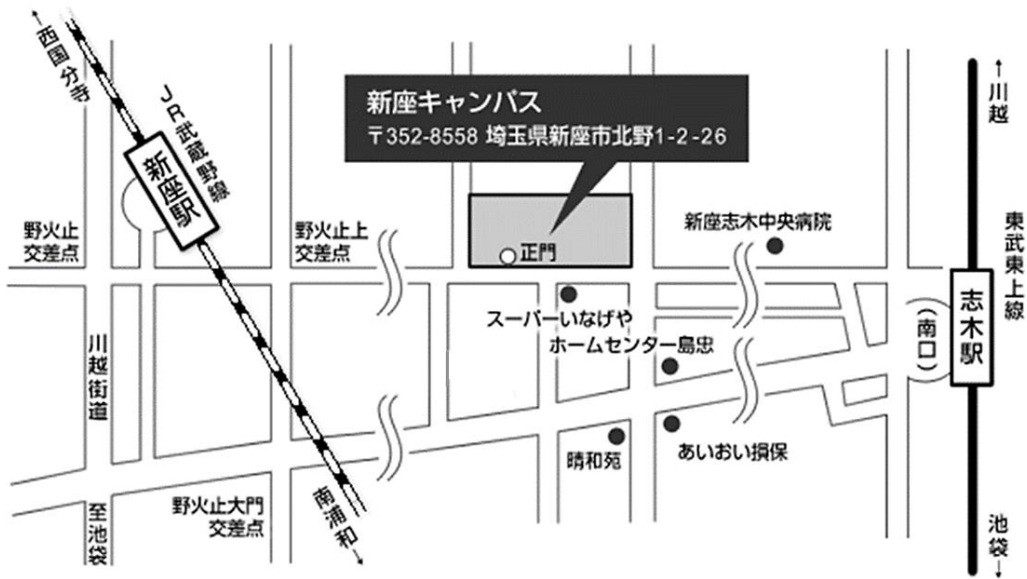 西国分寺
JR武蔵野線
新座駅
新座キャンパス
〒352-8558 埼玉県新座市北野1-2-26
川越
野火止
交差点
野火止上
交差点
正門
新座志木中央病院
東武東上線
志木駅
(南口)
スーパーいなげや
ホームセンター島忠
川越街道
晴和苑
あいおい損保
野火止大門
交差点
至池袋
南浦和
池袋